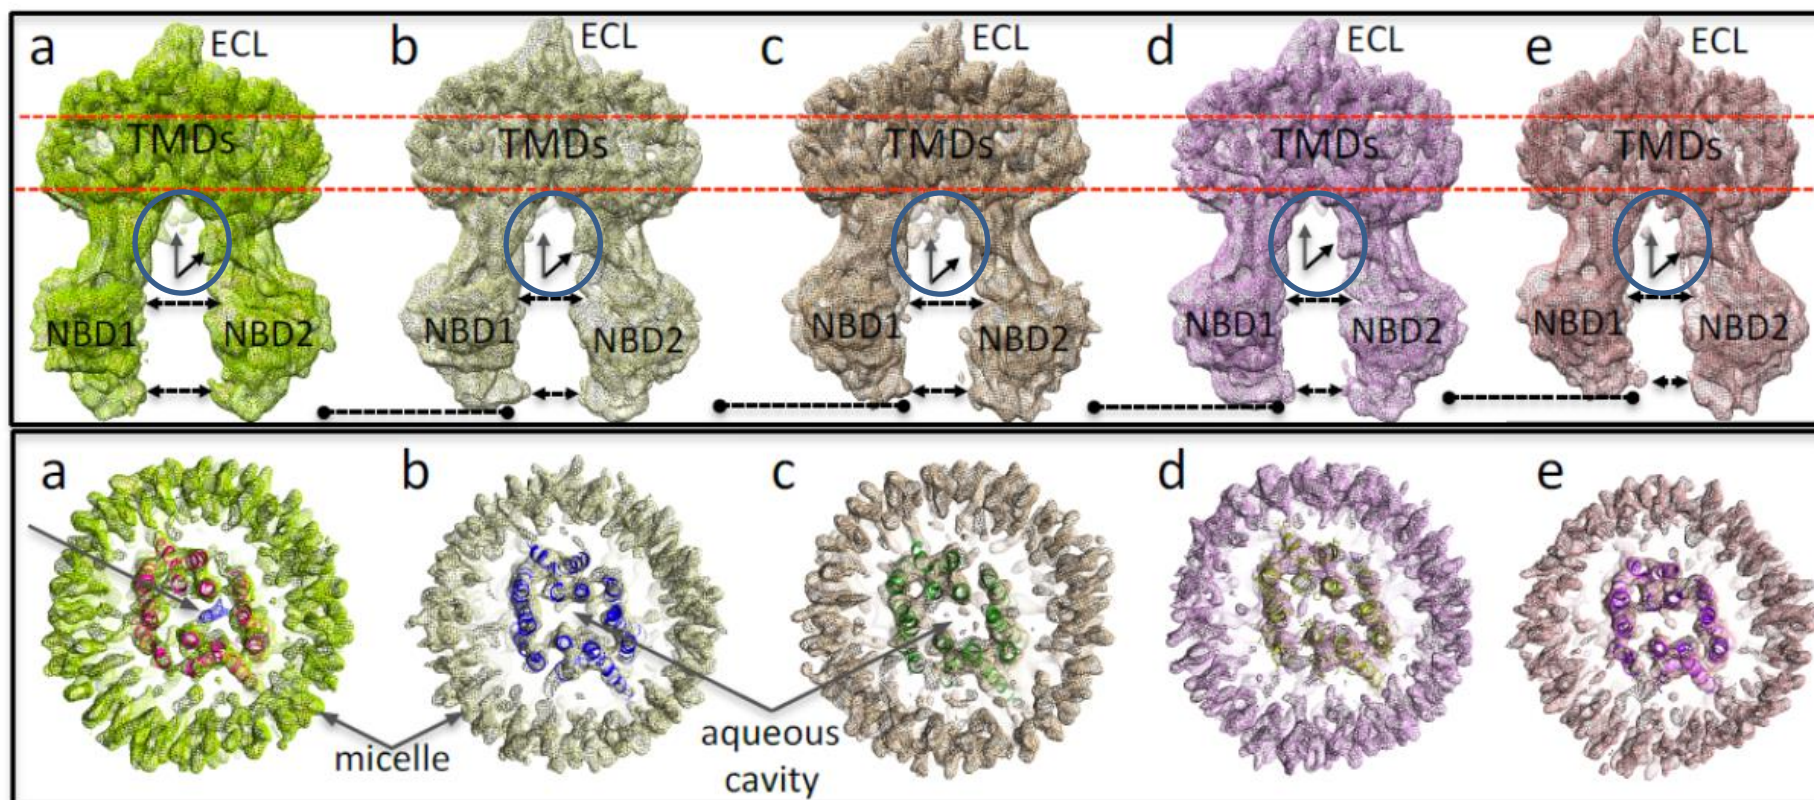 a ECL b ECL c ECL d ECL e ECL
TMDs TMDs TMDs TMDs TMDs
NBD1 NBD2 NBD1 NBD2 NBD1 NBD2 NBD1 NBD2 NBD1 NBD2
a b c d e
micelle
aqueous
cavity